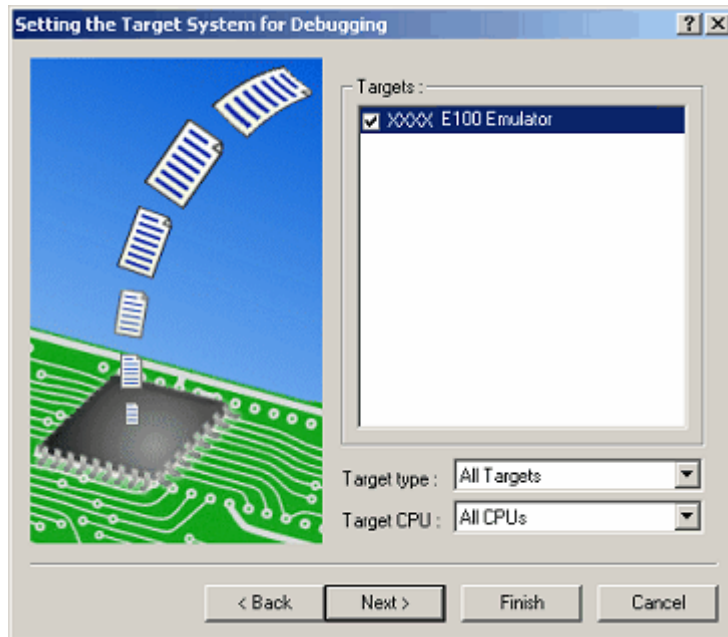 Setting the Target System for Debugging
Targets :
XXXX E100 Emulator
Target type :
All Targets
Target CPU :
All CPUs
< Back
Next >
Finish
Cancel